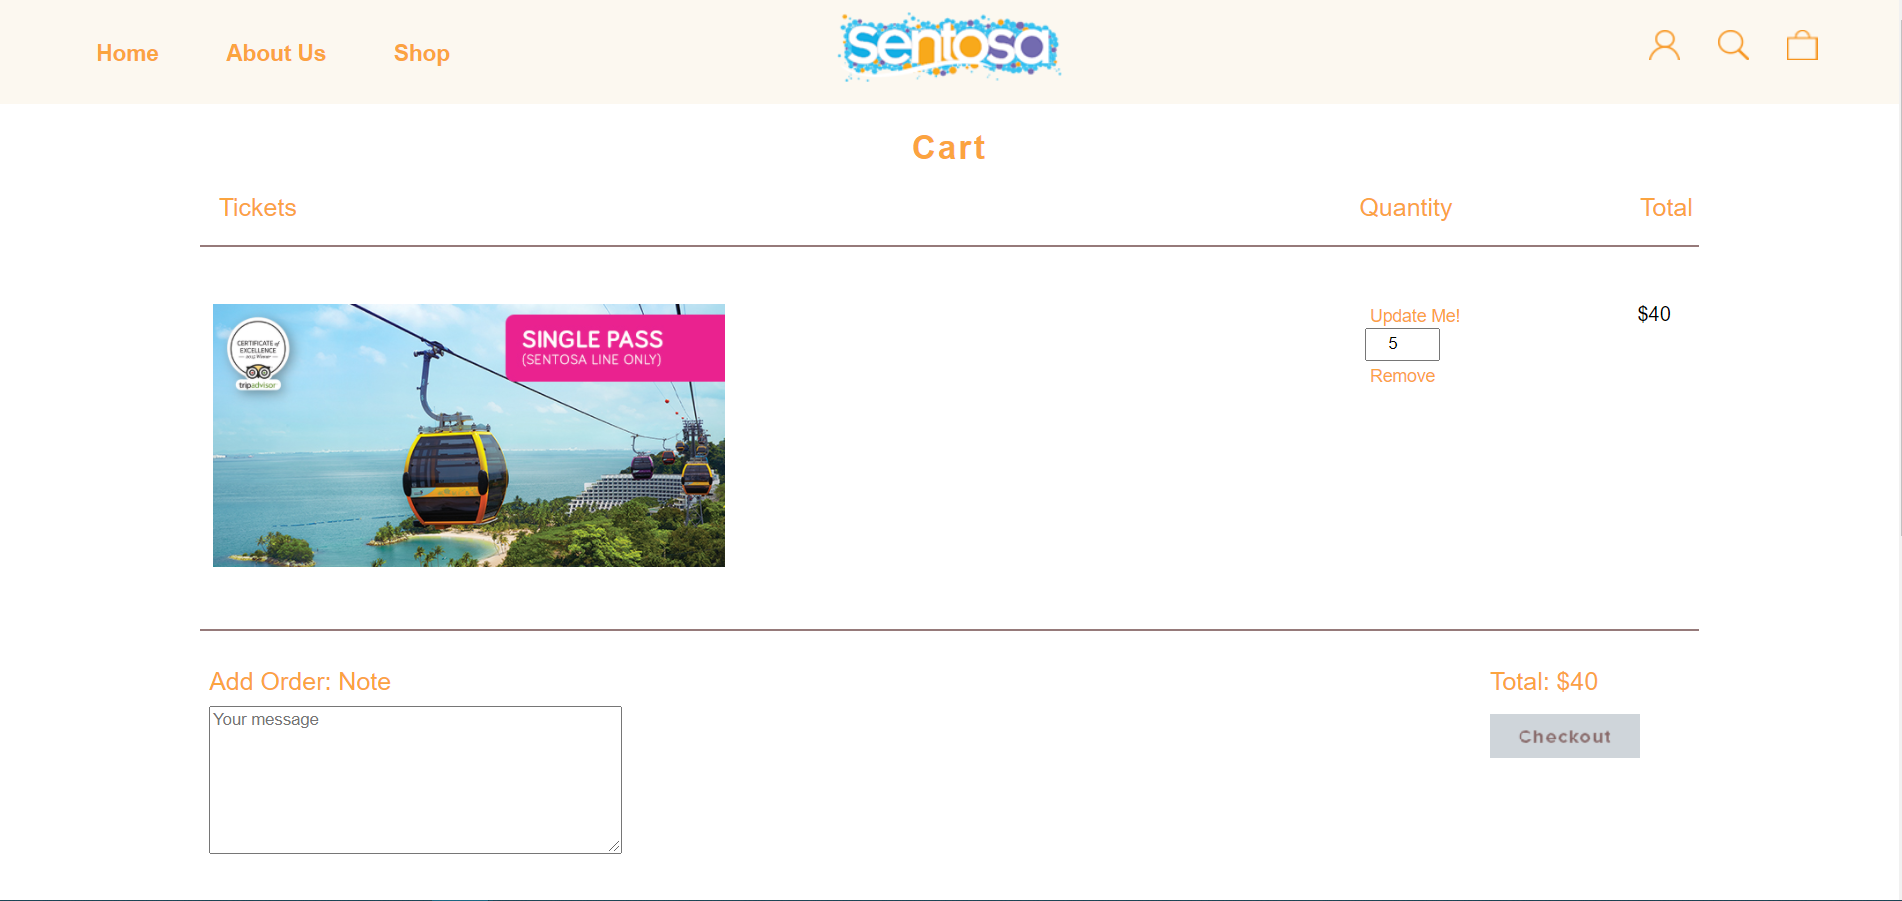 Home About Us Shop
sentosa
Cart
Tickets Quantity Total
CERTIFICATE of
EXCELLENCE
tripadvisor
SINGLE PASS
(SENTOSA LINE ONLY)
Update Me!
5
Remove
$40
Add Order: Note
Your message
Total: $40
Checkout